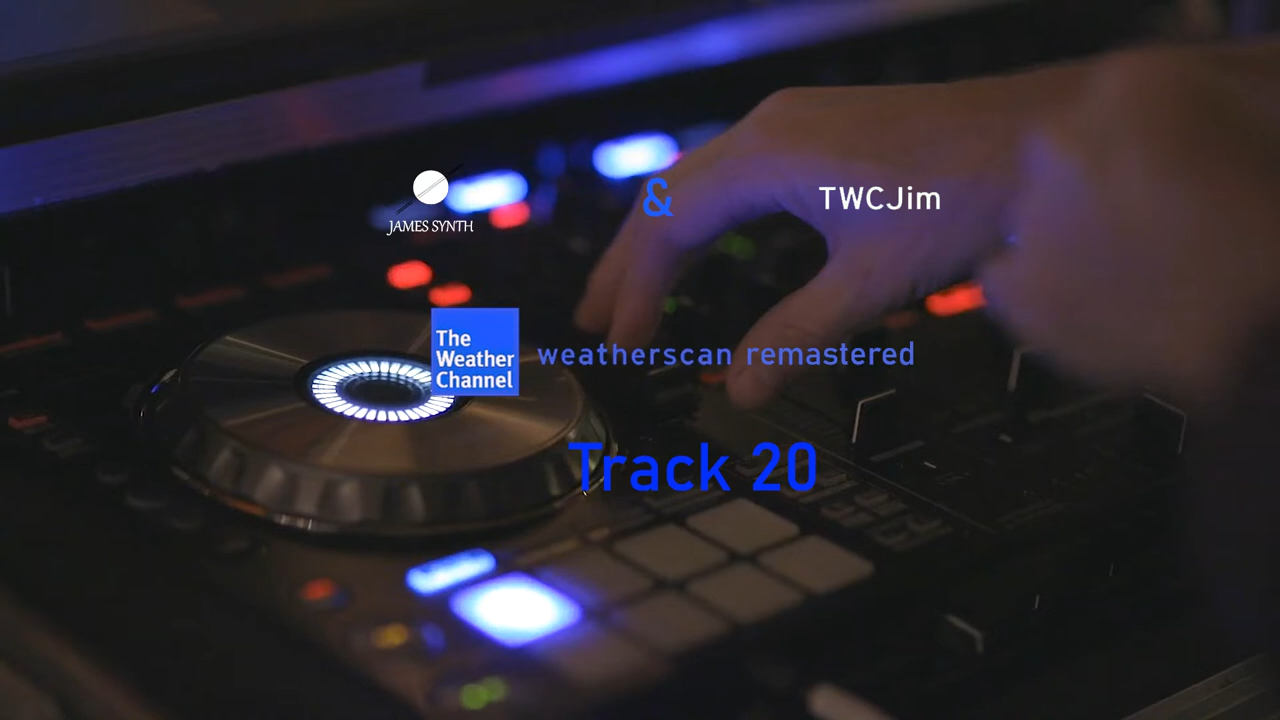 JAMES SYNTH
&
TWCJim
The
Weather
Channel
weatherscan remastered
Track 20